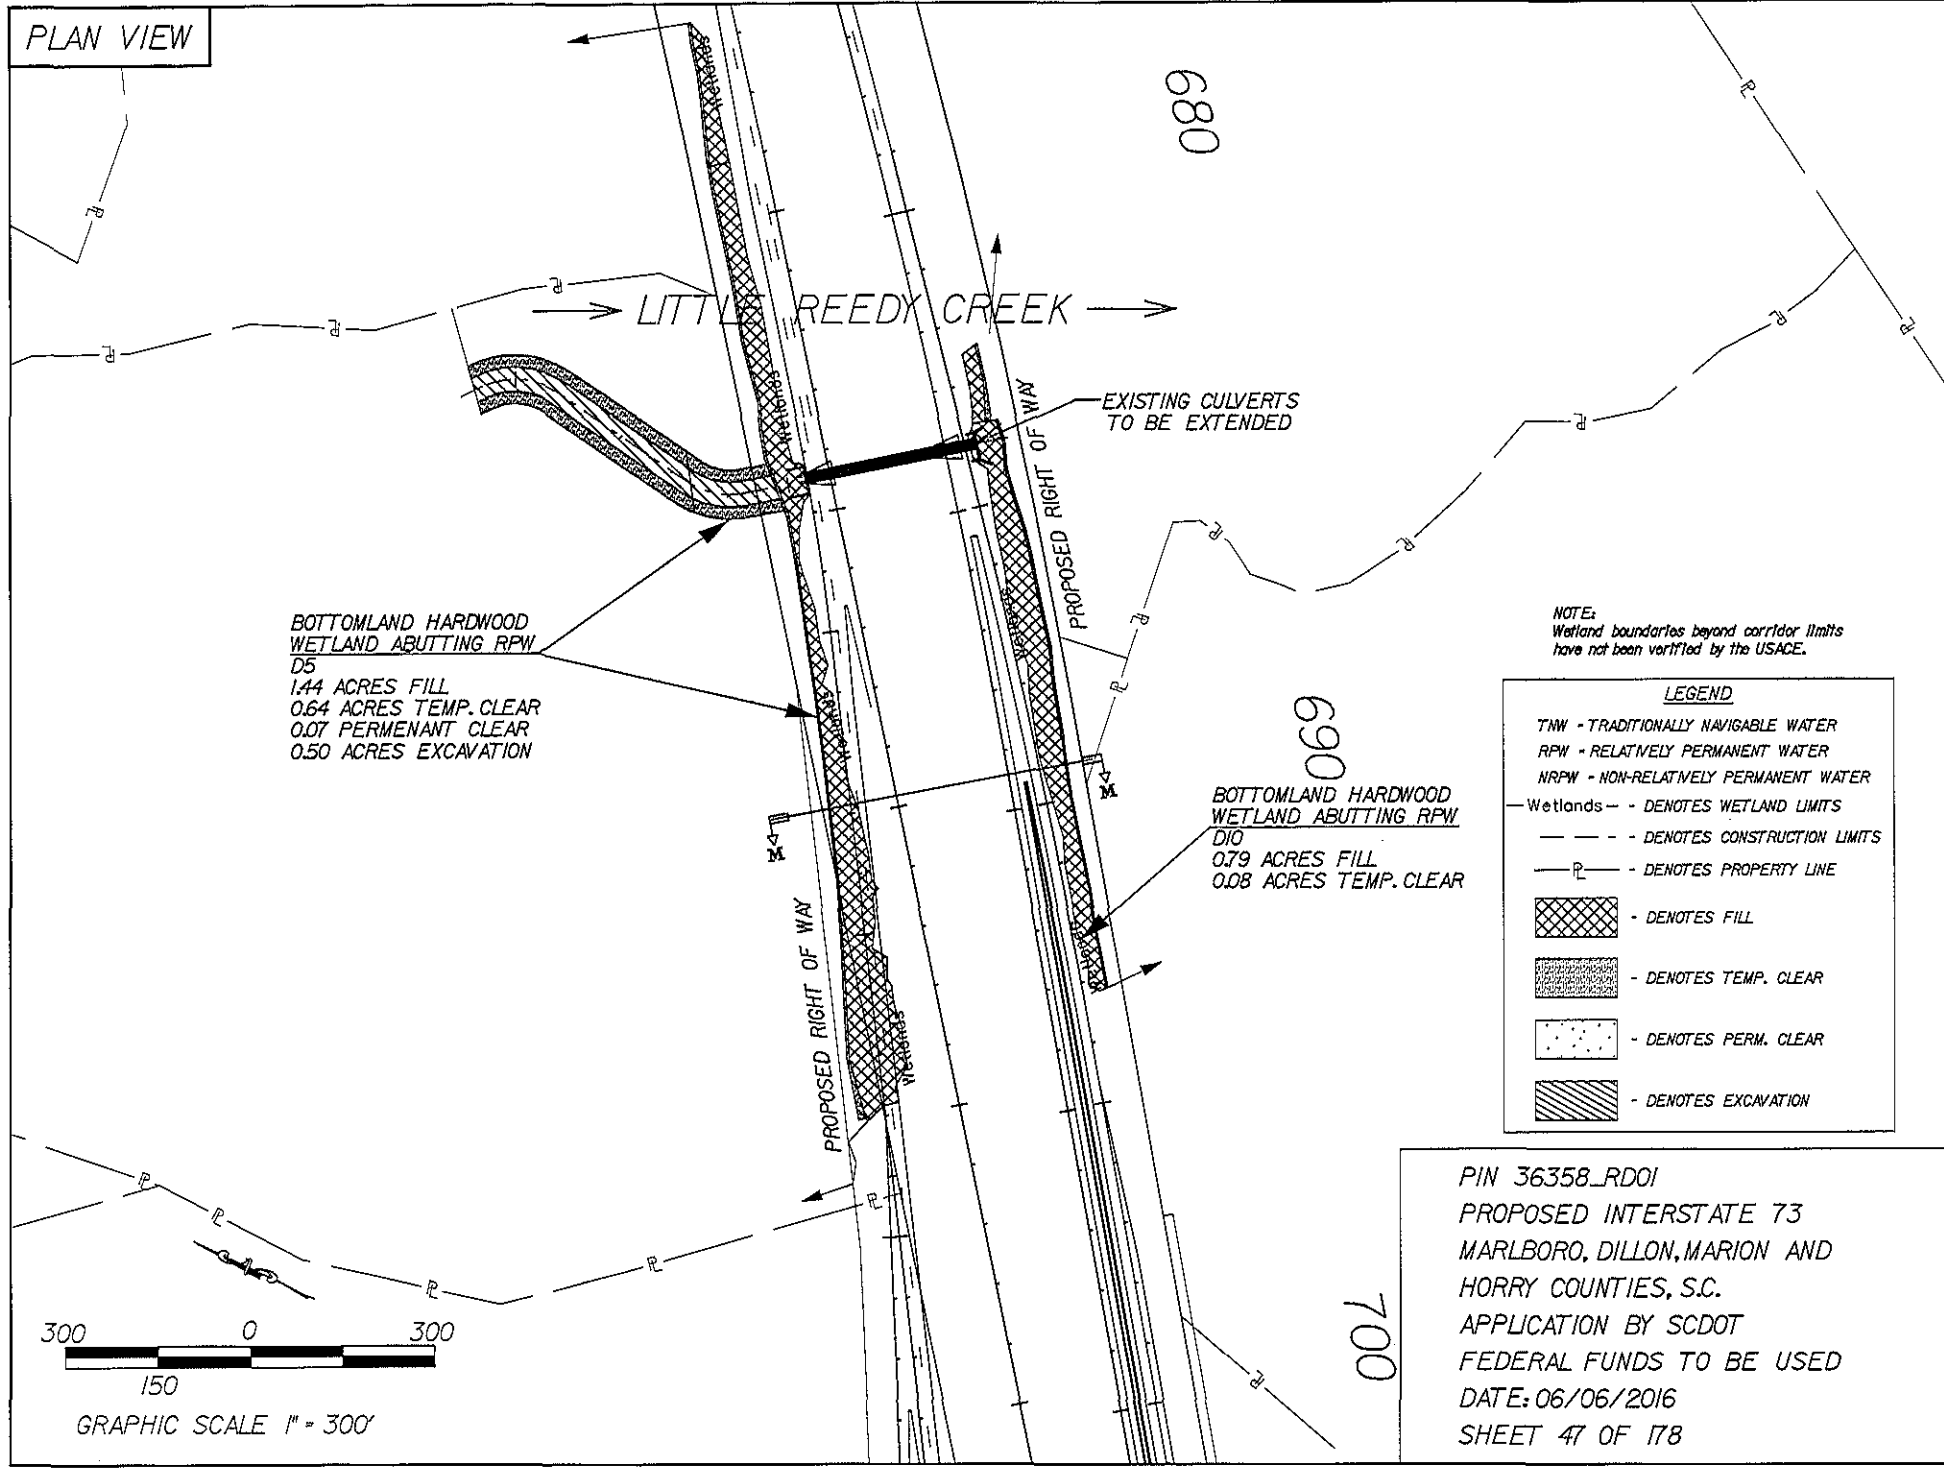 PLAN VIEW
680
Wetlands
LITTLE REEDY CREEK
EXISTING CULVERTS
TO BE EXTENDED
Wetlands
PROPOSED RIGHT OF WAY
BOTTOMLAND HARDWOOD
WETLAND ABUTTING RPW
D5
1.44 ACRES FILL
0.64 ACRES TEMP. CLEAR
0.07 PERMENANT CLEAR
0.50 ACRES EXCAVATION
Wetlands
Wetlands
690
M
M
BOTTOMLAND HARDWOOD
WETLAND ABUTTING RPW
D10
0.79 ACRES FILL
0.08 ACRES TEMP. CLEAR
PROPOSED RIGHT OF WAY
Wetlands
NOTE:
Wetland boundaries beyond corridor limits
have not been verified by the USACE.
LEGEND
TNW - TRADITIONALLY NAVIGABLE WATER
RPW - RELATIVELY PERMANENT WATER
NRPW - NON-RELATIVELY PERMANENT WATER
Wetlands - DENOTES WETLAND LIMITS
- DENOTES CONSTRUCTION LIMITS
PL - DENOTES PROPERTY LINE
- DENOTES FILL
- DENOTES TEMP. CLEAR
- DENOTES PERM. CLEAR
- DENOTES EXCAVATION
700
300 0 300
150
GRAPHIC SCALE 1" = 300'
PIN 36358_RD01
PROPOSED INTERSTATE 73
MARLBORO, DILLON, MARION AND
HORRY COUNTIES, S.C.
APPLICATION BY SCDOT
FEDERAL FUNDS TO BE USED
DATE: 06/06/2016
SHEET 47 OF 178